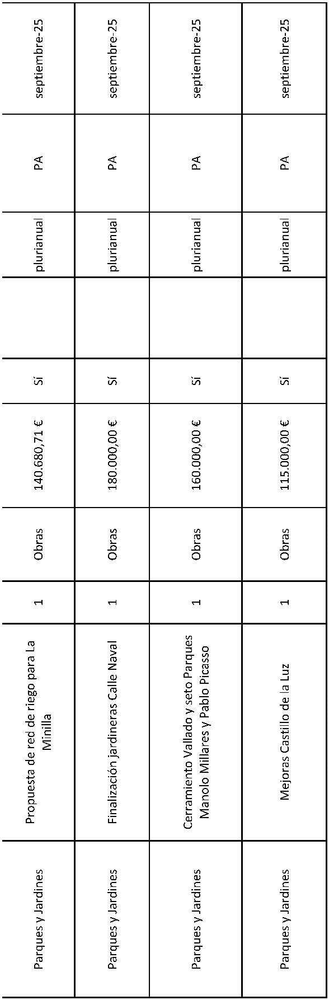 Parques y Jardines
Propuesta de red de riego para La
Minilla
1
Obras
140.680,71 €
Sí
plurianual
PA
septiembre-25
Parques y Jardines
Finalización jardineras Calle Naval
1
Obras
180.000,00 €
Sí
plurianual
PA
septiembre-25
Parques y Jardines
Cerramiento Vallado y seto Parques
Manolo Millares y Pablo Picasso
1
Obras
160.000,00 €
Sí
plurianual
PA
septiembre-25
Parques y Jardines
Mejoras Castillo de la Luz
1
Obras
115.000,00 €
Sí
plurianual
PA
septiembre-25